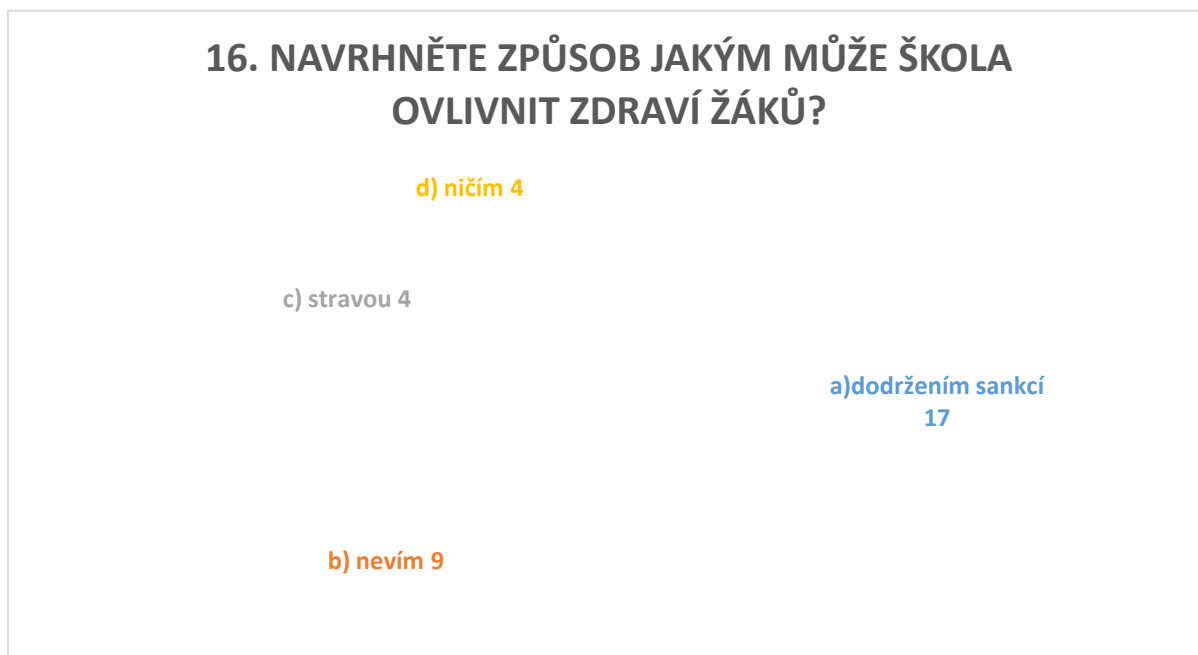 16. NAVRHNĚTE ZPŮSOB JAKÝM MŮŽE ŠKOLA
OVLIVNIT ZDRAVÍ ŽÁKŮ?
d) ničím 4
c) stravou 4
a)dodržením sankcí
17
b) nevím 9